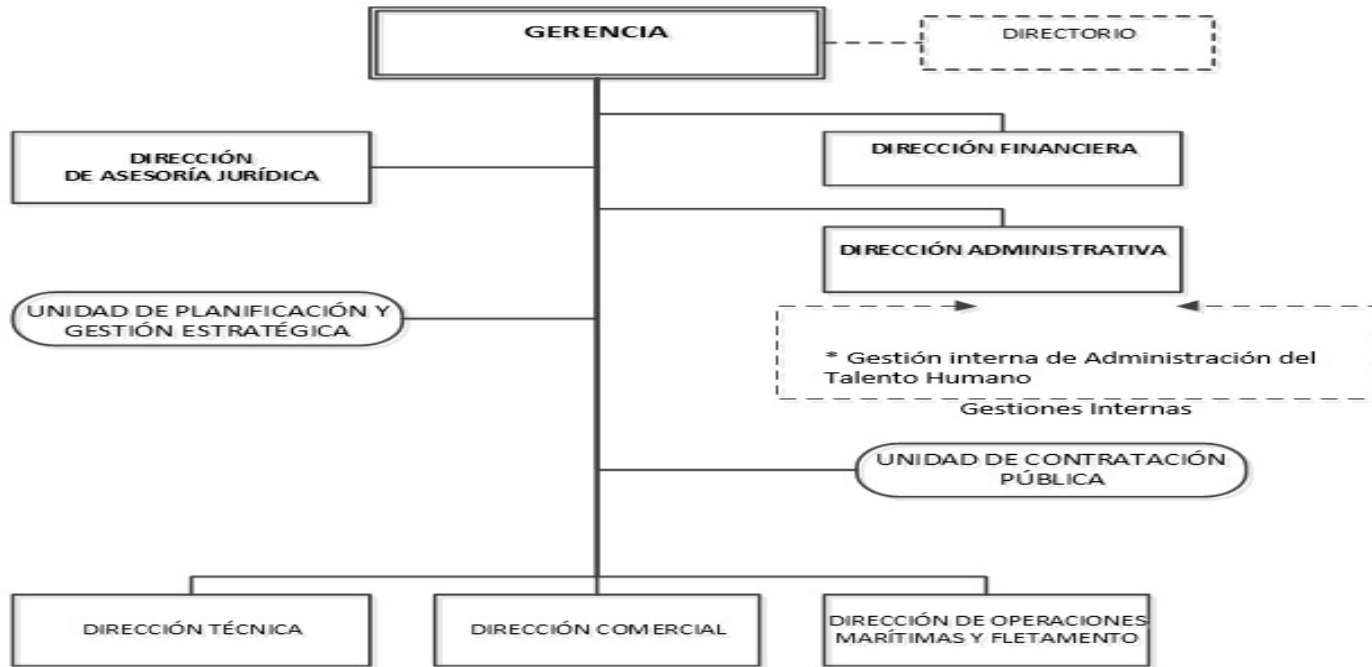 GERENCIA
DIRECTORIO
DIRECCIÓN
DE ASESORÍA JURÍDICA
DIRECCIÓN FINANCIERA
DIRECCIÓN ADMINISTRATIVA
UNIDAD DE PLANIFICACIÓN Y
GESTIÓN ESTRATÉGICA
* Gestión interna de Administración del
Talento Humano
Gestiones Internas
UNIDAD DE CONTRATACIÓN
PÚBLICA
DIRECCIÓN TÉCNICA
DIRECCIÓN COMERCIAL
DIRECCIÓN DE OPERACIONES
MARÍTIMAS Y FLETAMENTO